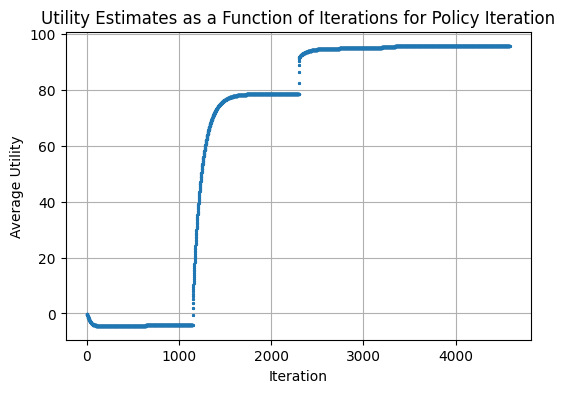 Utility Estimates as a Function of Iterations for Policy Iteration
100
80
60
40
20
0
Average Utility
0 1000 2000 3000 4000
Iteration